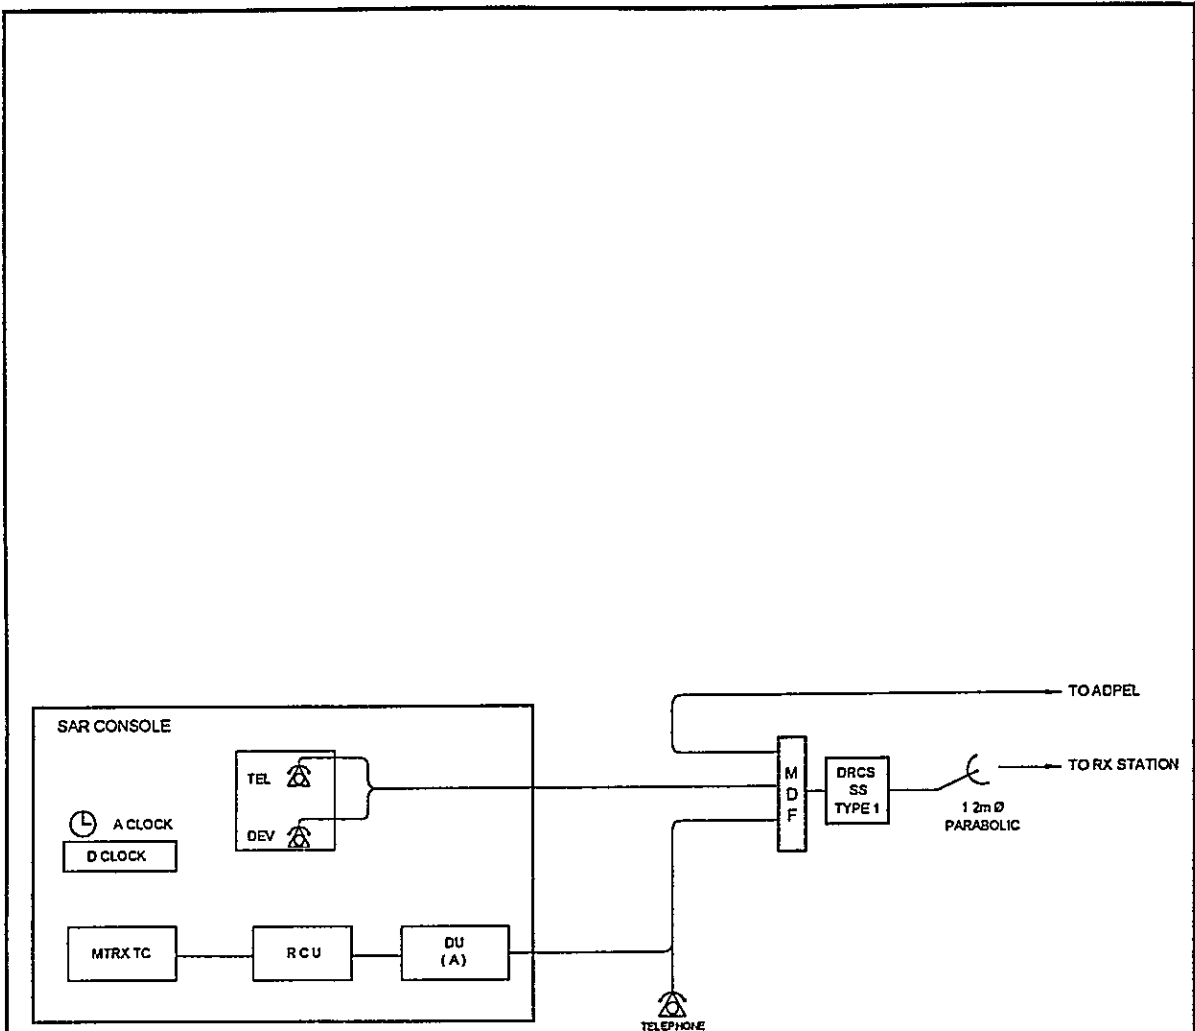 TO ADPEL
SAR CONSOLE
TEL
DEV
A CLOCK
D CLOCK
M
D
F
DRCS
SS
TYPE 1
TO RX STATION
1 2m Ø
PARABOLIC
MTRX TC
R C U
DU
( A )
TELEPHONE